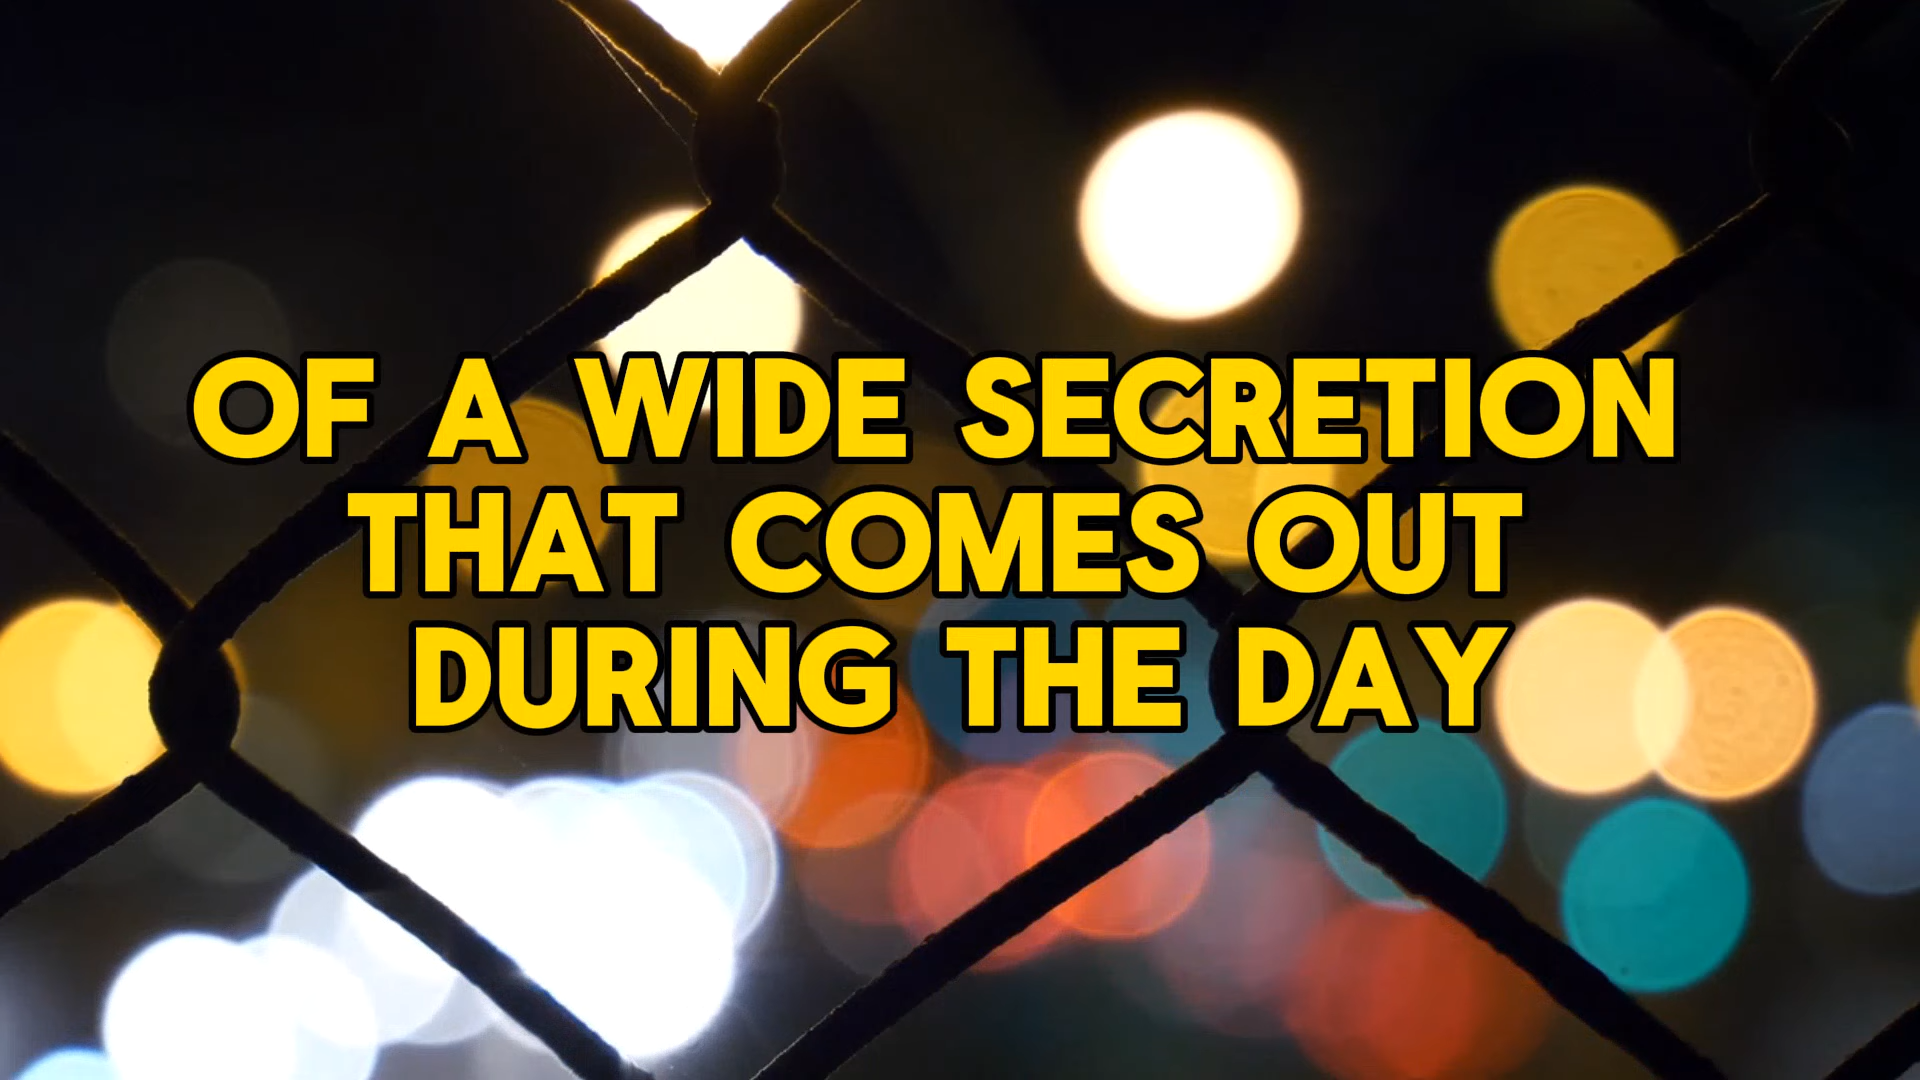 OF A WIDE SECRETION
THAT COMES OUT
DURING THE DAY